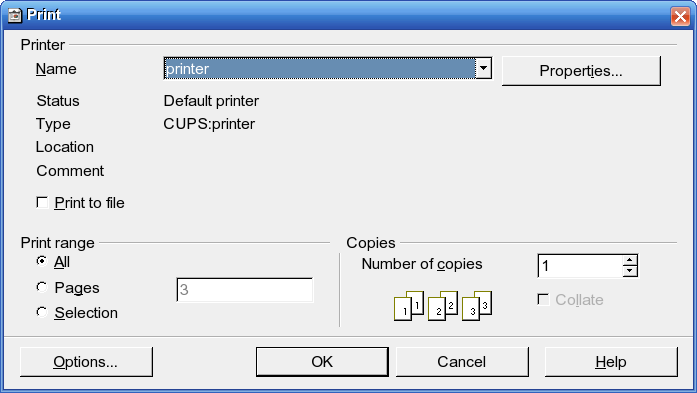 Print
Printer
Name printer Properties...
Status Default printer
Type CUPS:printer
Location
Comment
Print to file
Print range
All
Pages 3
Selection
Copies
Number of copies 1
1 1 2 2 3 3
Collate
Options... OK Cancel Help